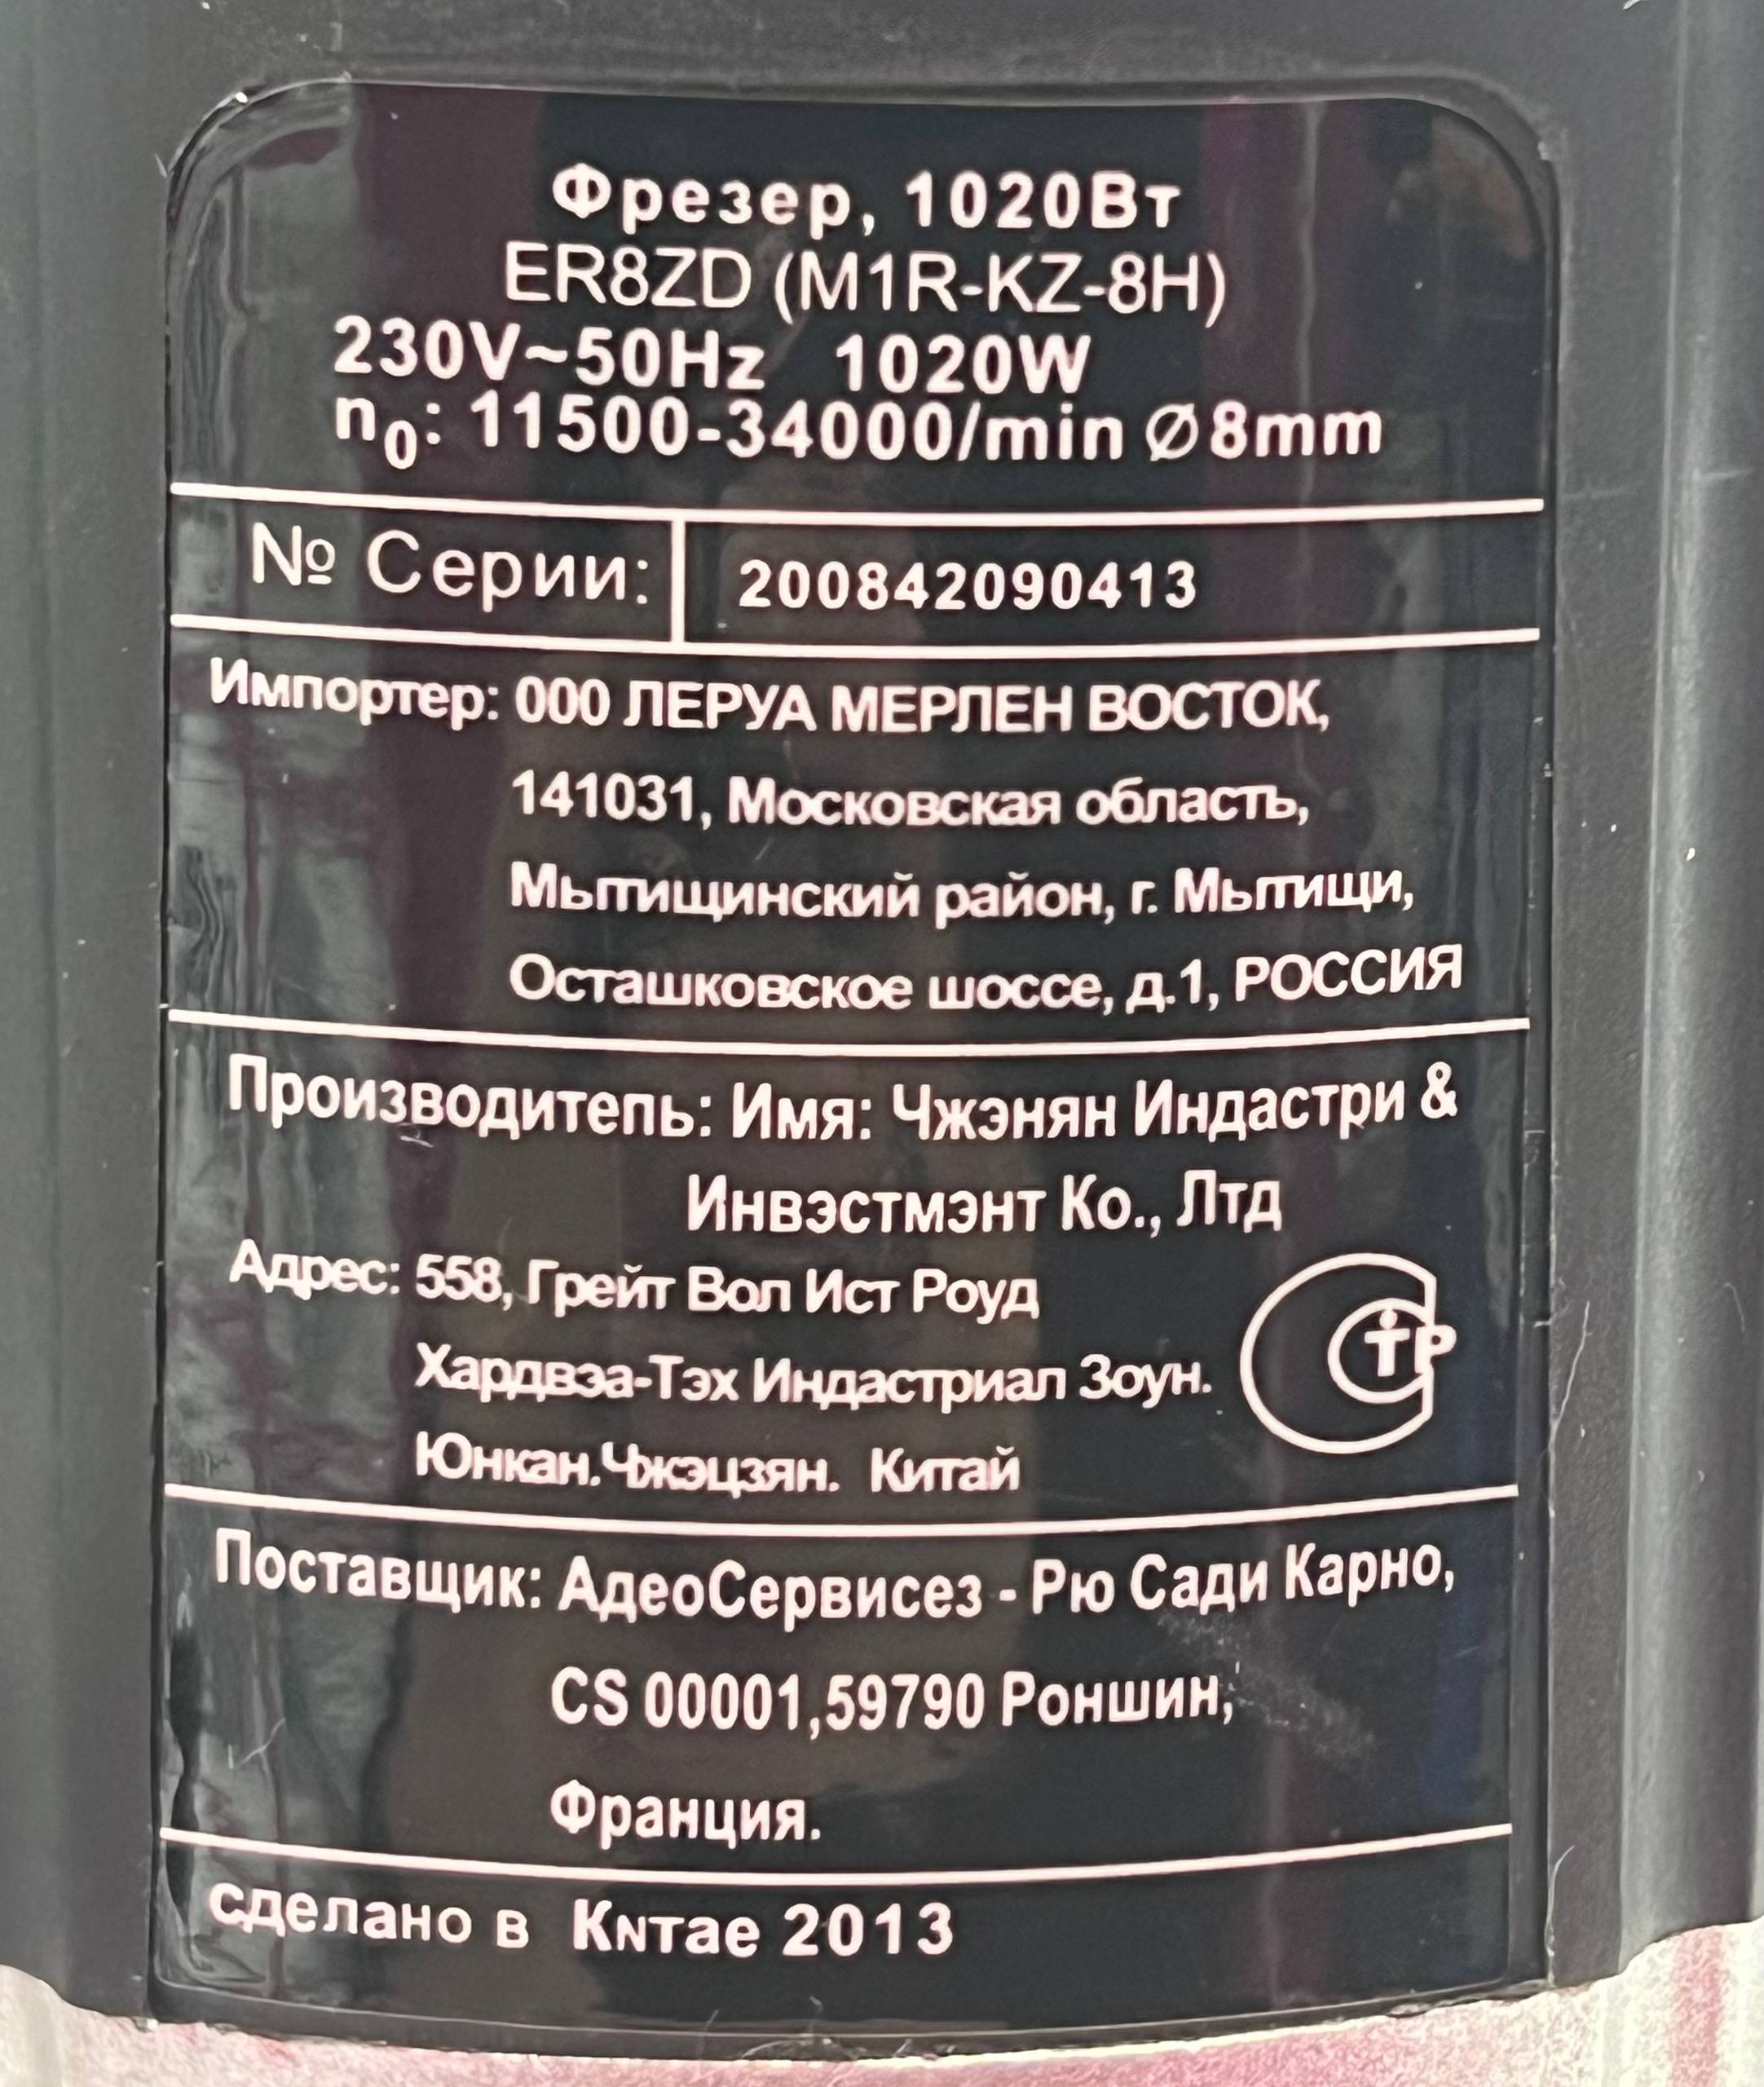 Фрезер, 1020Вт
ER8ZD (M1R-KZ-8H)
230V~50Hz 1020W
n₀: 11500-34000/min Ø8mm
№ Серии: 200842090413
Импортер: ООО ЛЕРУА МЕРЛЕН ВОСТОК,
141031, Московская область,
Мытищинский район, г. Мытищи,
Осташковское шоссе, д.1, РОССИЯ
Производитель: Имя: Чжэнян Индастри &
Инвэстмэнт Ко., Лтд
Адрес: 558, Грейт Вол Ист Роуд
Хардвэа-Тэх Индастриал Зоун.
Юнкан.Чжэцзян. Китай
СТР
Поставщик: АдеоСервисез - Рю Сади Карно,
CS 00001,59790 Роншин,
Франция.
сделано в КNтае 2013